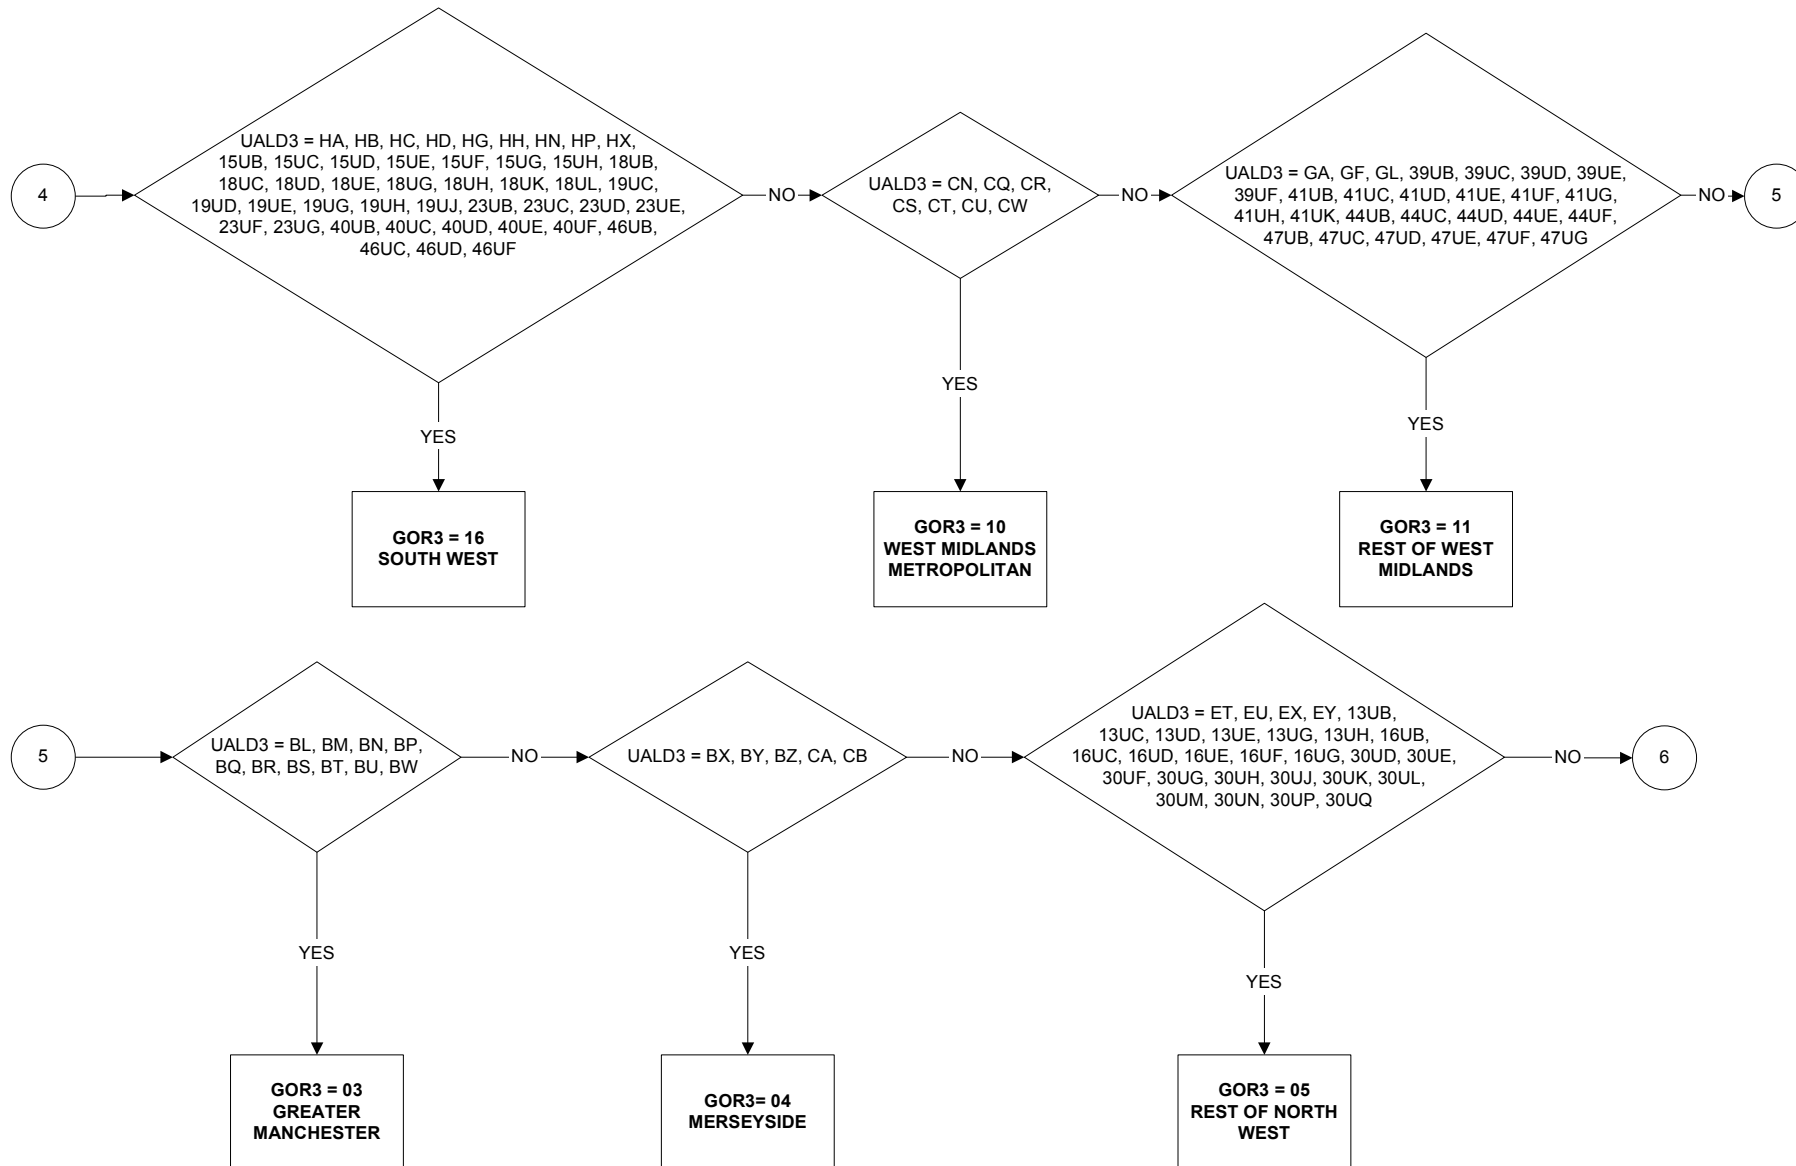 4
UALD3 = HA, HB, HC, HD, HG, HH, HN, HP, HX,
15UB, 15UC, 15UD, 15UE, 15UF, 15UG, 15UH, 18UB,
18UC, 18UD, 18UE, 18UG, 18UH, 18UK, 18UL, 19UC,
19UD, 19UE, 19UG, 19UH, 19UJ, 23UB, 23UC, 23UD, 23UE,
23UF, 23UG, 40UB, 40UC, 40UD, 40UE, 40UF, 46UB,
46UC, 46UD, 46UF
NO
UALD3 = CN, CQ, CR,
CS, CT, CU, CW
NO
UALD3 = GA, GF, GL, 39UB, 39UC, 39UD, 39UE,
39UF, 41UB, 41UC, 41UD, 41UE, 41UF, 41UG,
41UH, 41UK, 44UB, 44UC, 44UD, 44UE, 44UF,
47UB, 47UC, 47UD, 47UE, 47UF, 47UG
NO
5
YES
YES
YES
GOR3 = 16
SOUTH WEST
GOR3 = 10
WEST MIDLANDS
METROPOLITAN
GOR3 = 11
REST OF WEST
MIDLANDS
5
UALD3 = BL, BM, BN, BP,
BQ, BR, BS, BT, BU, BW
NO
UALD3 = BX, BY, BZ, CA, CB
NO
UALD3 = ET, EU, EX, EY, 13UB,
13UC, 13UD, 13UE, 13UG, 13UH, 16UB,
16UC, 16UD, 16UE, 16UF, 16UG, 30UD, 30UE,
30UF, 30UG, 30UH, 30UJ, 30UK, 30UL,
30UM, 30UN, 30UP, 30UQ
NO
6
YES
YES
YES
GOR3 = 03
GREATER
MANCHESTER
GOR3= 04
MERSEYSIDE
GOR3 = 05
REST OF NORTH
WEST